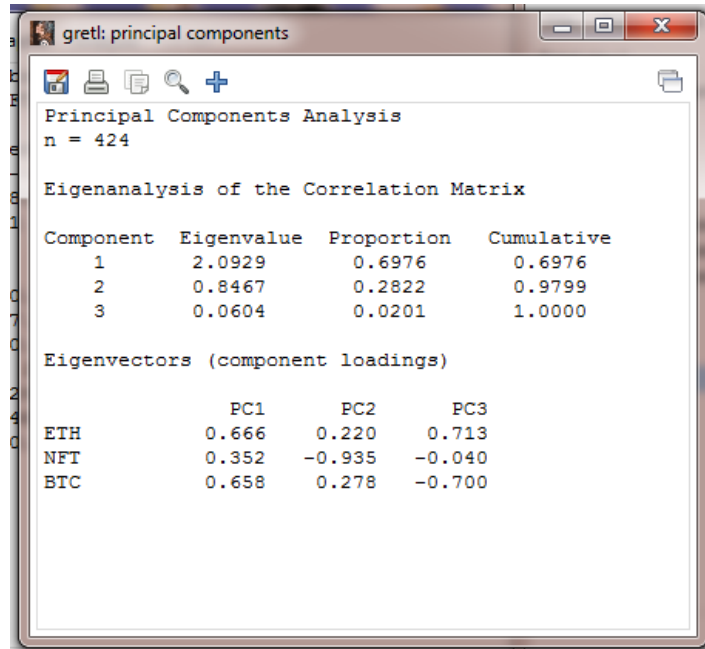 gretl: principal components
Principal Components Analysis
n = 424
Eigenanalysis of the Correlation Matrix
Component Eigenvalue Proportion Cumulative
1 2.0929 0.6976 0.6976
2 0.8467 0.2822 0.9799
3 0.0604 0.0201 1.0000
Eigenvectors (component loadings)
PC1 PC2 PC3
ETH 0.666 0.220 0.713
NFT 0.352 -0.935 -0.040
BTC 0.658 0.278 -0.700